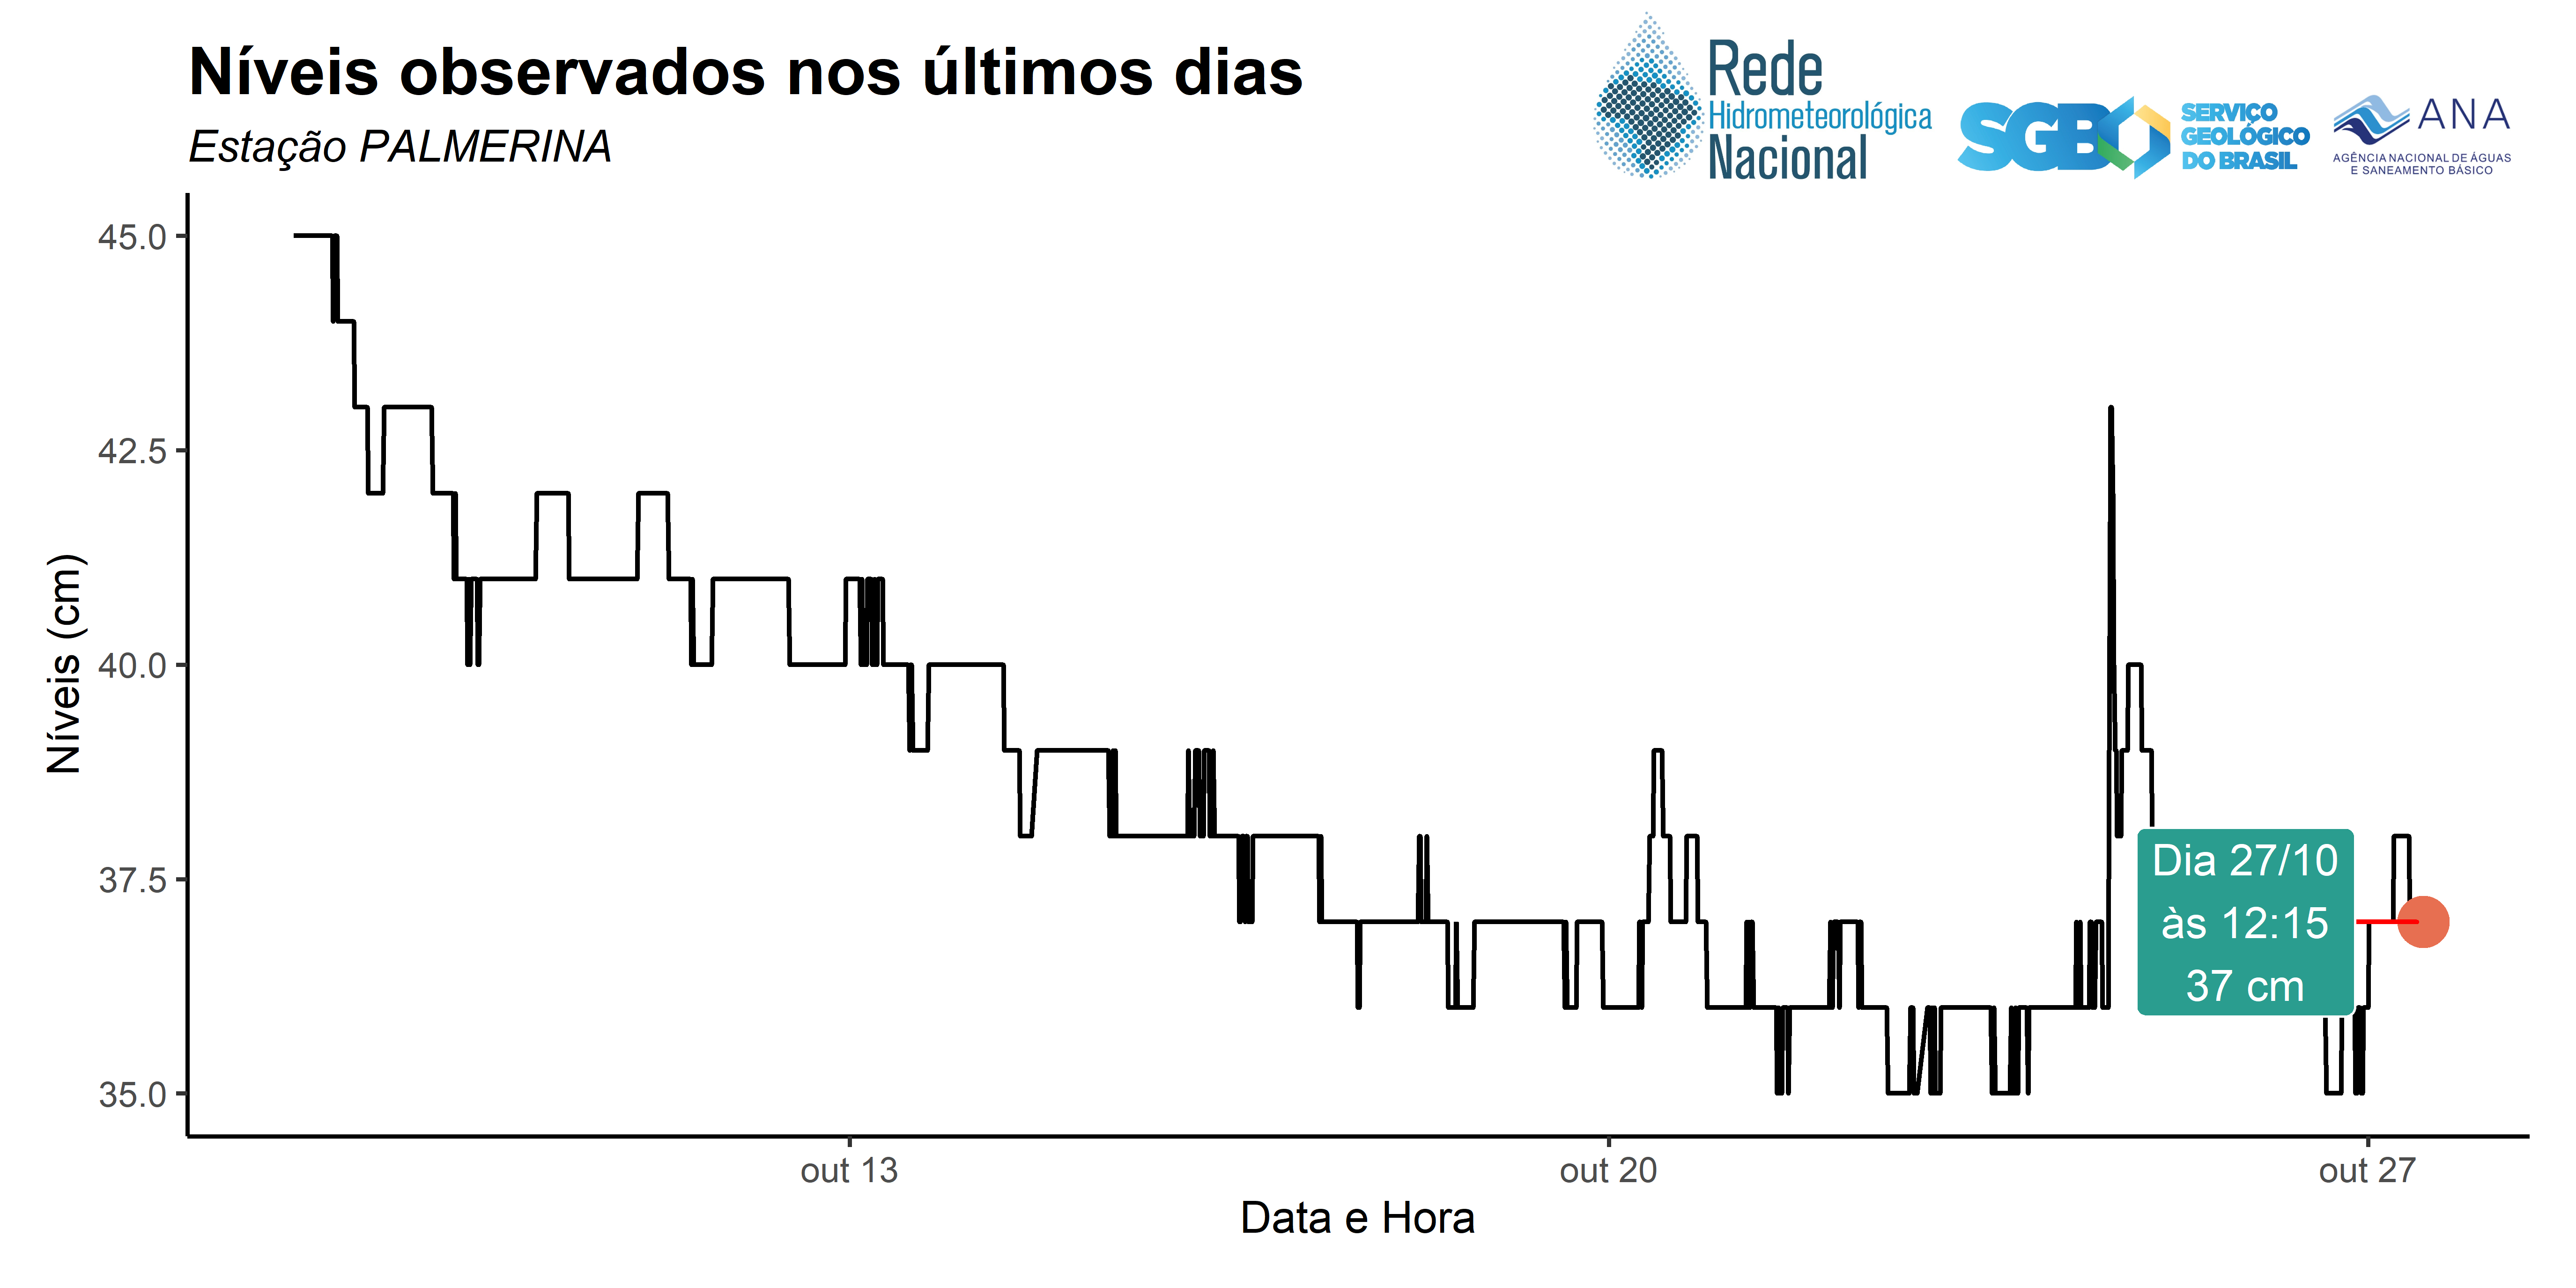 Níveis observados nos últimos dias
Estação PALMERINA
Rede
Hidrometeorológica
Nacional
SGB
SERVIÇO
GEOLÓGICO
DO BRASIL
ANA
AGÊNCIA NACIONAL DE ÁGUAS
E SANEAMENTO BÁSICO
Níveis (cm)
45.0
42.5
40.0
37.5
35.0
Dia 27/10
às 12:15
37 cm
out 13
out 20
out 27
Data e Hora